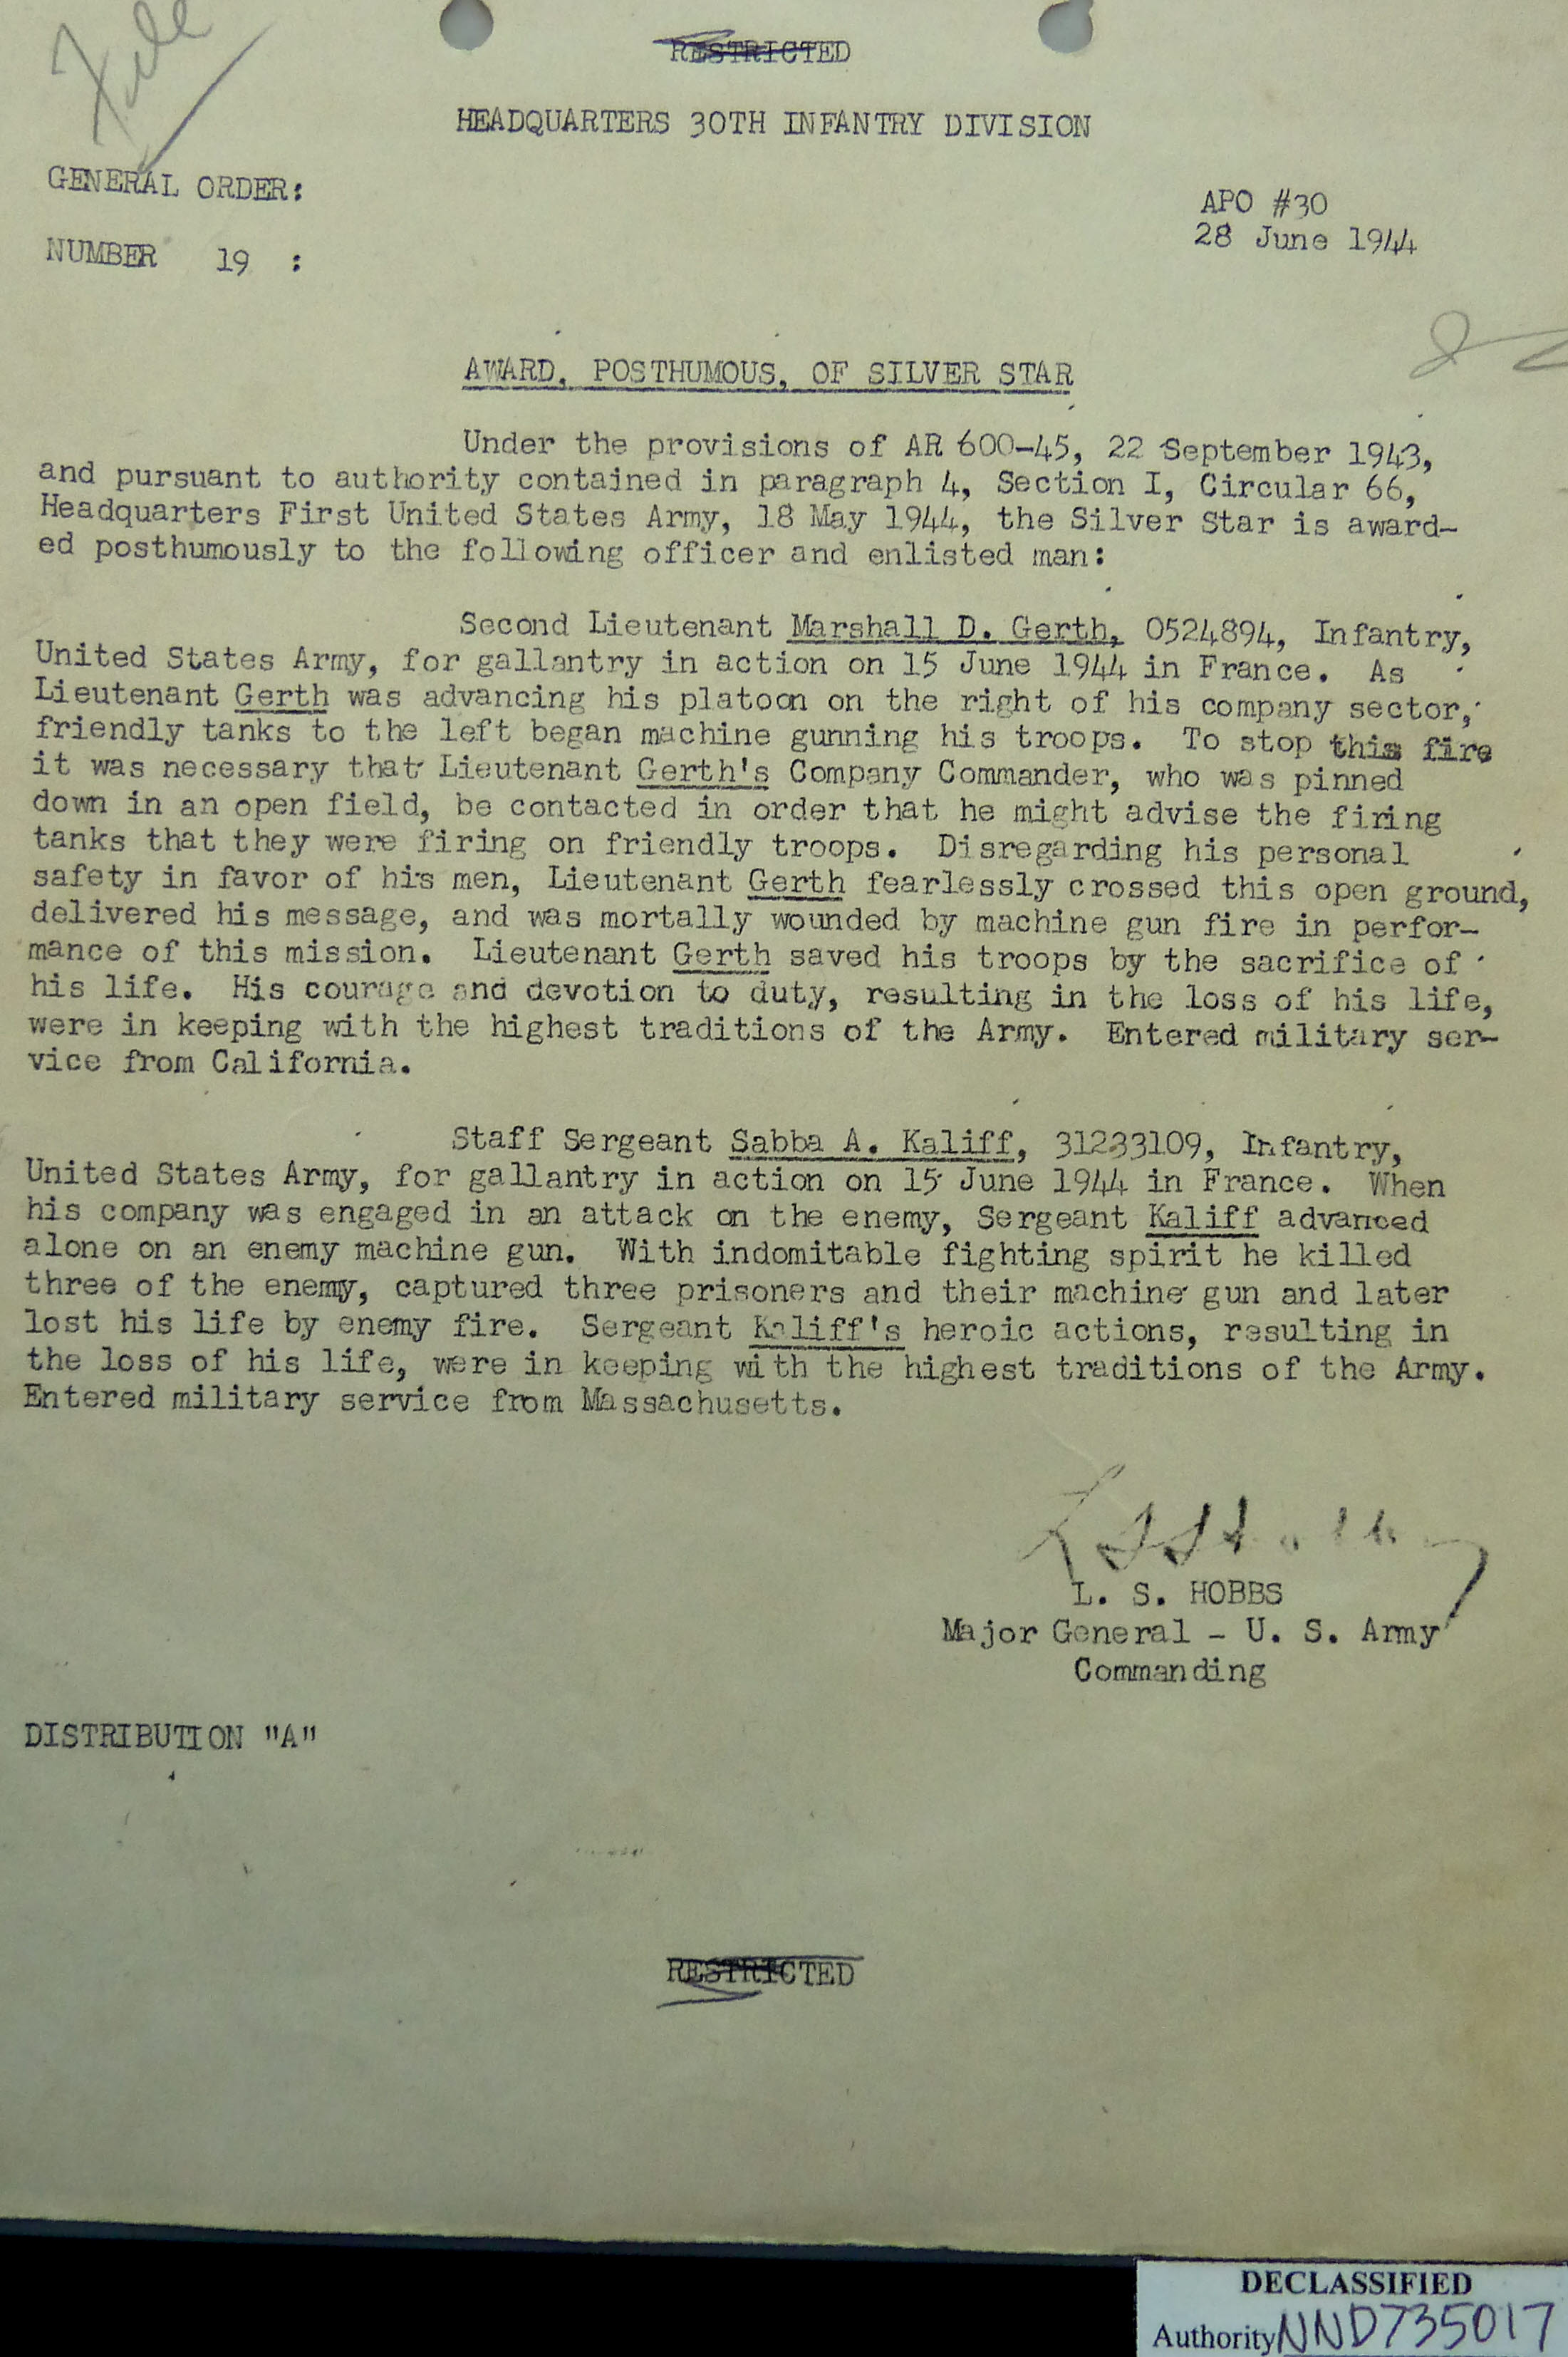 File
RESTRICTED
HEADQUARTERS 30TH INFANTRY DIVISION
GENERAL ORDER:
APO #30
28 June 1944
NUMBER 19 :
AWARD, POSTHUMOUS, OF SILVER STAR
Under the provisions of AR 600-45, 22 September 1943,
and pursuant to authority contained in paragraph 4, Section I, Circular 66,
Headquarters First United States Army, 18 May 1944, the Silver Star is award-
ed posthumously to the following officer and enlisted man:
Second Lieutenant Marshall D. Gerth, 0524894, Infantry,
United States Army, for gallantry in action on 15 June 1944 in France. As
Lieutenant Gerth was advancing his platoon on the right of his company sector,
friendly tanks to the left began machine gunning his troops. To stop this fire
it was necessary that Lieutenant Gerth's Company Commander, who was pinned
down in an open field, be contacted in order that he might advise the firing
tanks that they were firing on friendly troops. Disregarding his personal
safety in favor of his men, Lieutenant Gerth fearlessly crossed this open ground,
delivered his message, and was mortally wounded by machine gun fire in perfor-
mance of this mission. Lieutenant Gerth saved his troops by the sacrifice of
his life. His courage and devotion to duty, resulting in the loss of his life,
were in keeping with the highest traditions of the Army. Entered military ser-
vice from California.
Staff Sergeant Sabba A. Kaliff, 31233109, Infantry,
United States Army, for gallantry in action on 15 June 1944 in France. When
his company was engaged in an attack on the enemy, Sergeant Kaliff advanced
alone on an enemy machine gun. With indomitable fighting spirit he killed
three of the enemy, captured three prisoners and their machine gun and later
lost his life by enemy fire. Sergeant Kaliff's heroic actions, resulting in
the loss of his life, were in keeping with the highest traditions of the Army.
Entered military service from Massachusetts.
L. S. HOBBS
Major General - U. S. Army
Commanding
DISTRIBUTION "A"
RESTRICTED
DECLASSIFIED
Authority NND735017